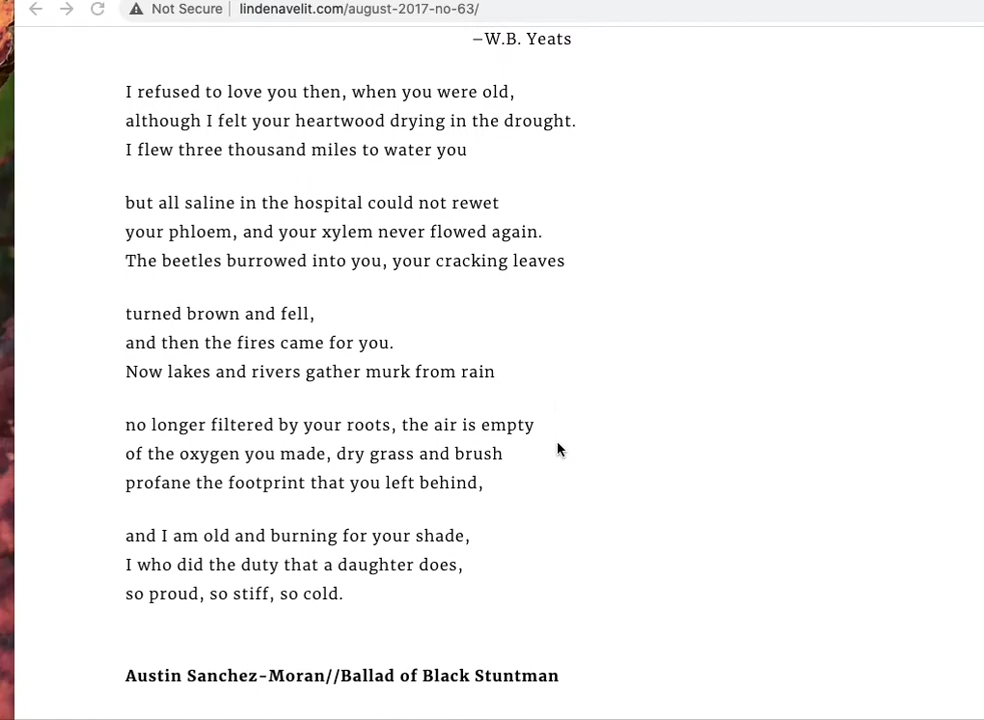 Not Secure | lindenavelit.com/august-2017-no-63/
–W.B. Yeats
I refused to love you then, when you were old,
although I felt your heartwood drying in the drought.
I flew three thousand miles to water you
but all saline in the hospital could not rewet
your phloem, and your xylem never flowed again.
The beetles burrowed into you, your cracking leaves
turned brown and fell,
and then the fires came for you.
Now lakes and rivers gather murk from rain
no longer filtered by your roots, the air is empty
of the oxygen you made, dry grass and brush
profane the footprint that you left behind,
and I am old and burning for your shade,
I who did the duty that a daughter does,
so proud, so stiff, so cold.
Austin Sanchez-Moran//Ballad of Black Stuntman